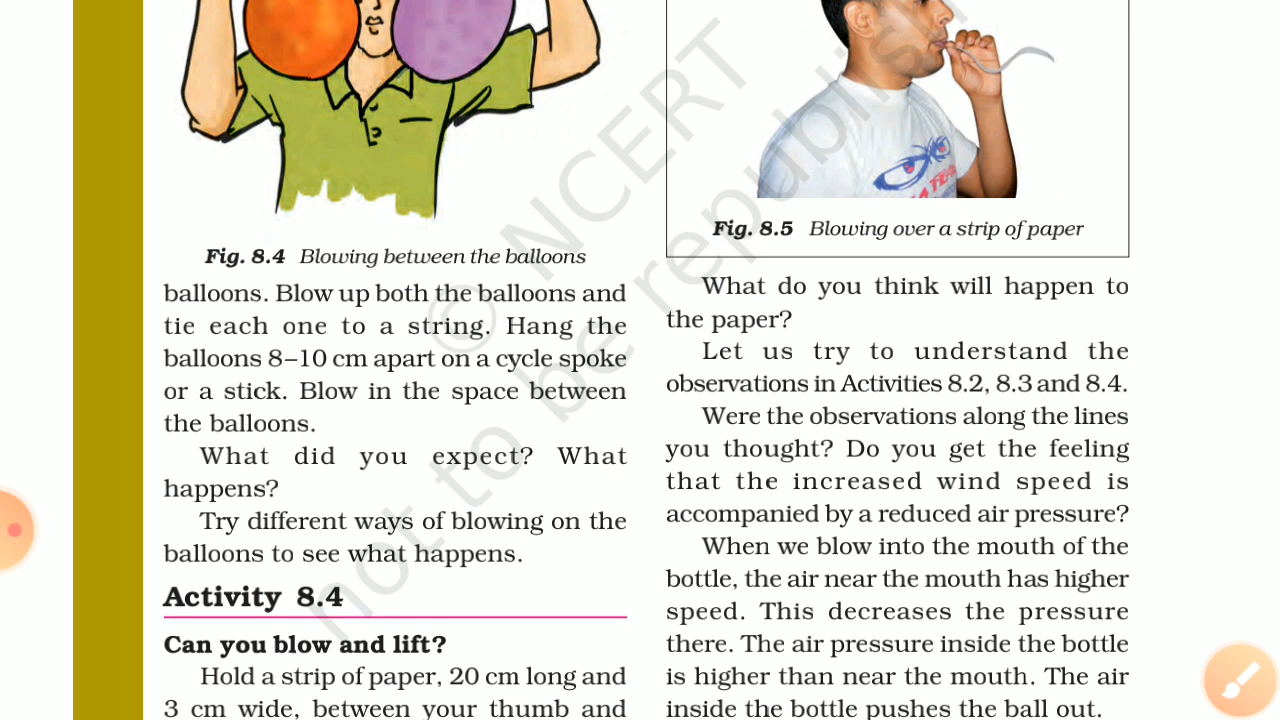 Fig. 8.4 Blowing between the balloons
balloons. Blow up both the balloons and
tie each one to a string. Hang the
balloons 8–10 cm apart on a cycle spoke
or a stick. Blow in the space between
the balloons.
What did you expect? What
happens?
Try different ways of blowing on the
balloons to see what happens.
Activity 8.4
Can you blow and lift?
Hold a strip of paper, 20 cm long and
3 cm wide, between your thumb and
Fig. 8.5 Blowing over a strip of paper
What do you think will happen to
the paper?
Let us try to understand the
observations in Activities 8.2, 8.3 and 8.4.
Were the observations along the lines
you thought? Do you get the feeling
that the increased wind speed is
accompanied by a reduced air pressure?
When we blow into the mouth of the
bottle, the air near the mouth has higher
speed. This decreases the pressure
there. The air pressure inside the bottle
is higher than near the mouth. The air
inside the bottle pushes the ball out.
© NCERT
not to be republish